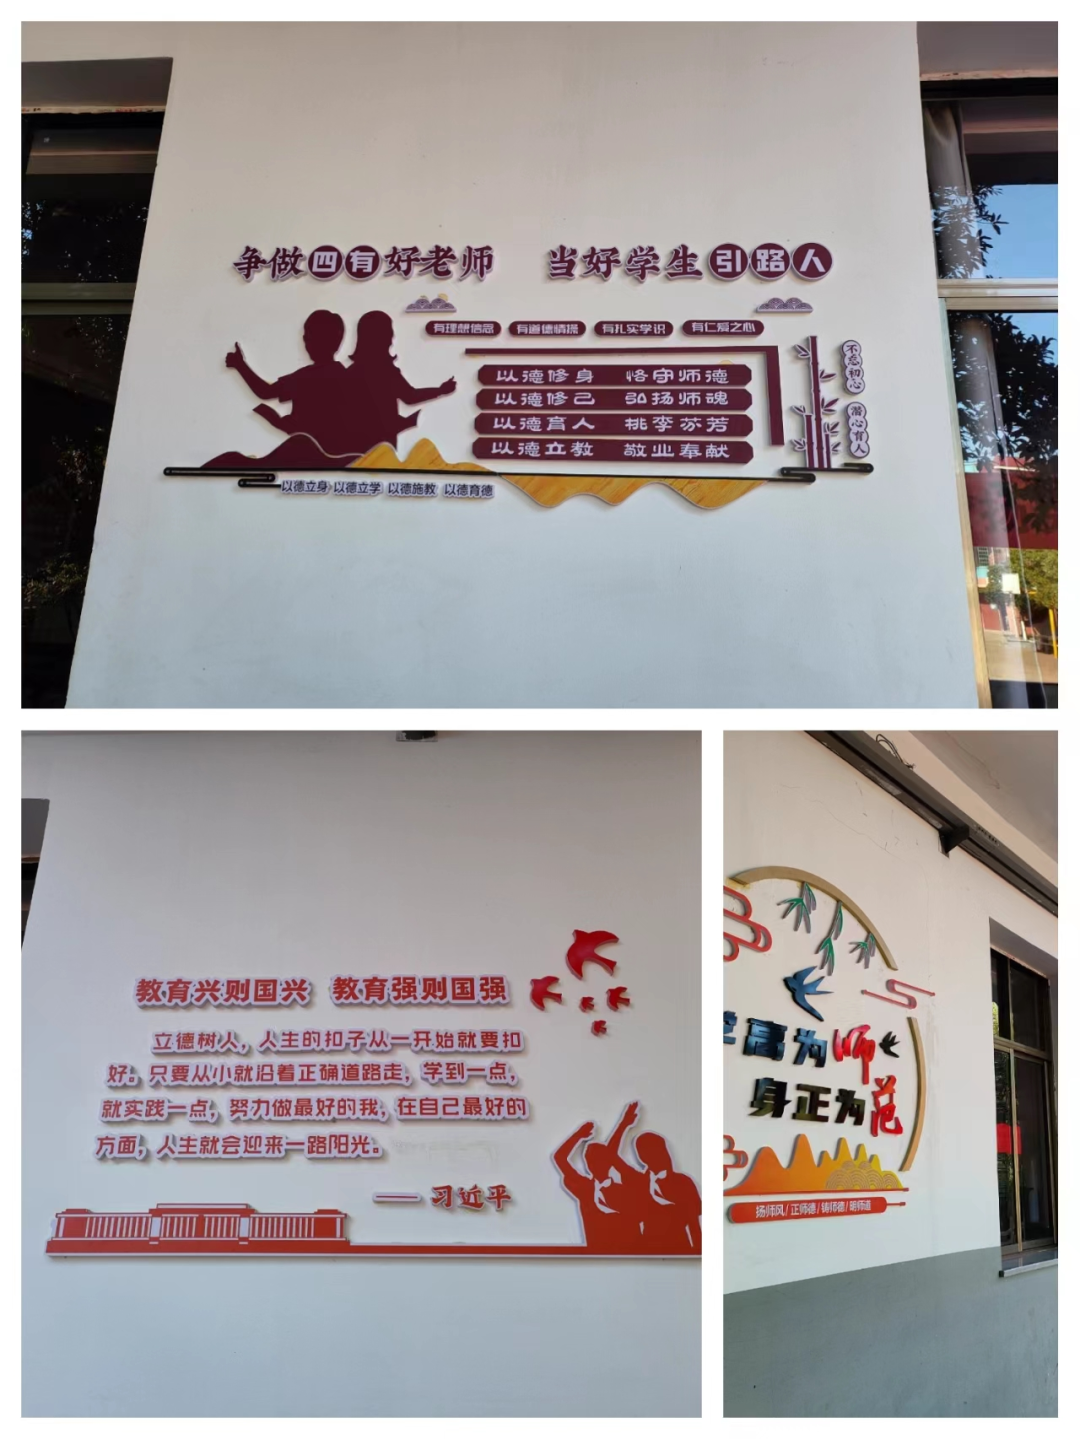 争做四有好老师 当好学生引路人
有理想信念 有道德情操 有扎实学识 有仁爱之心
以德修身 恪守师德
以德修己 弘扬师魂
以德育人 桃李苏芳
以德立教 敬业奉献
不忘初心
潜心育人
以德立身 以德立学 以德施教 以德育德
教育兴则国兴 教育强则国强
立德树人，人生的扣子从一开始就要扣
好。只要从小就沿着正确道路走，学到一点，
就实践一点，努力做最好的我，在自己最好的
方面，人生就会迎来一路阳光。
—— 习近平
高为师
身正为范
扬师风/正师德/铸师德/明师道